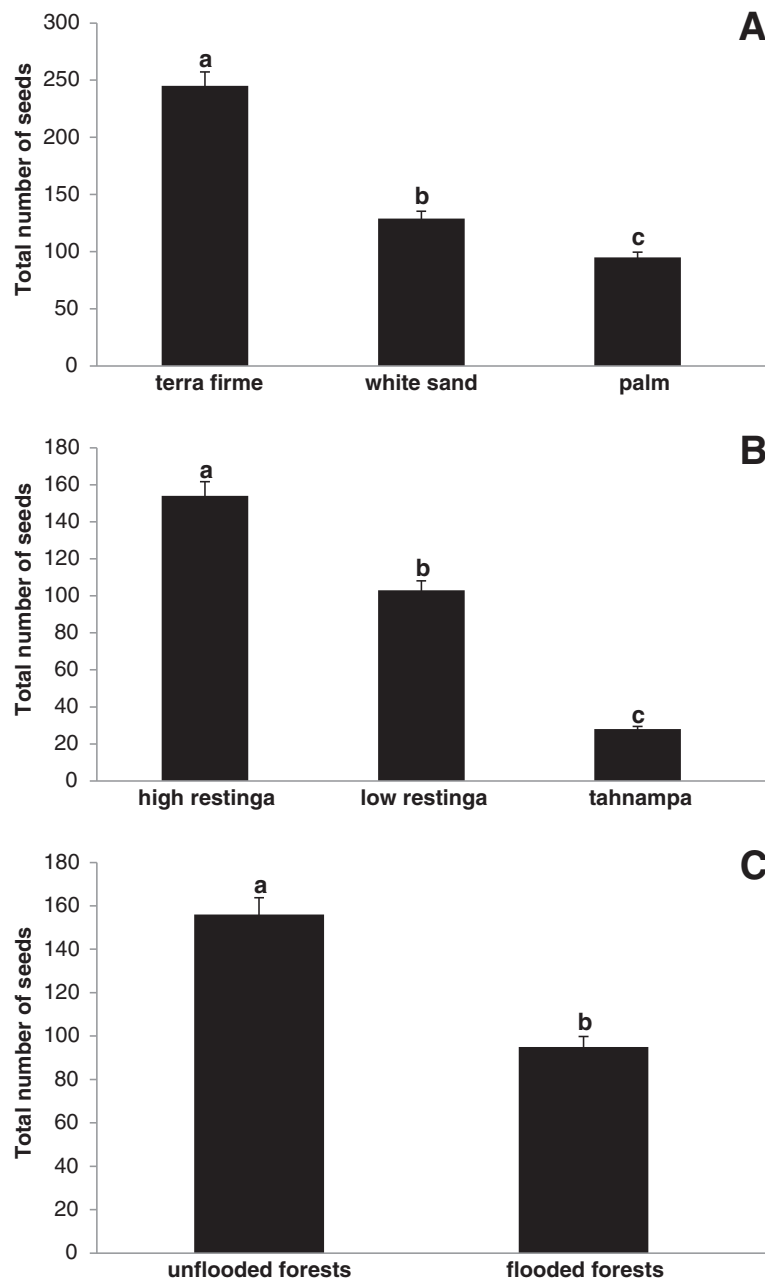 A
Total number of seeds
300
250
200
150
100
50
0
a
b
c
terra firme
white sand
palm
B
Total number of seeds
180
160
140
120
100
80
60
40
20
0
a
b
c
high restinga
low restinga
tahnampa
C
Total number of seeds
180
160
140
120
100
80
60
40
20
0
a
b
unflooded forests
flooded forests